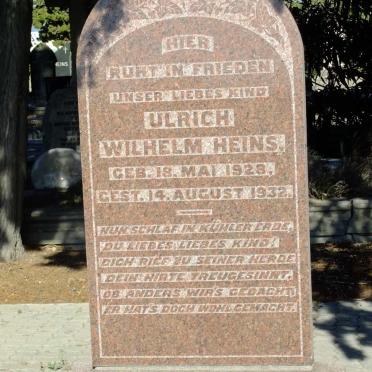 HIER
RUHT IN FRIEDEN
UNSER LIEBES KIND
ULRICH
WILHELM HEINS,
GEB. 18. MAI 1928,
GEST. 14. AUGUST 1932.
NUN SCHLAF IN KÜHLER ERDE,
DU LIEBES LIEBES KIND,
DICH RIEF ZU SEINER HERDE
DEIN HIRTE TREUGESINNT,
OB ANDERS WIR'S GEDACHT,
ER HAT'S DOCH WOHLGEMACHT.